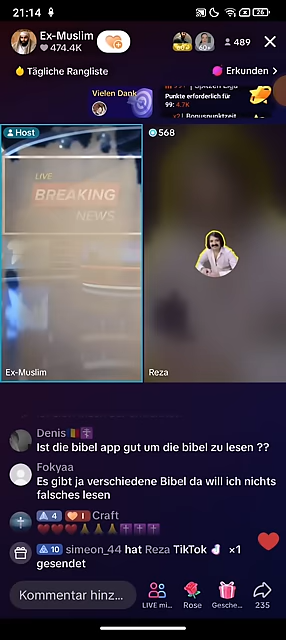 21:14
26
Ex-Muslim
474.4K
60+
489
Tägliche Rangliste
Erkunden >
Vielen Dank
Punkte erforderlich für
99: 4.7K
x2 | Bonuspunktzeit
Host
568
LIVE
BREAKING
NEWS
Ex-Muslim
Reza
Denis
Ist die bibel app gut um die bibel zu lesen ??
Fokyaa
Es gibt ja verschiedene Bibel da will ich nichts
falsches lesen
4 I Craft
10 simeon_44 hat Reza TikTok ×1
gesendet
Kommentar hinz...
LIVE mi...
Rose
Gesche...
235